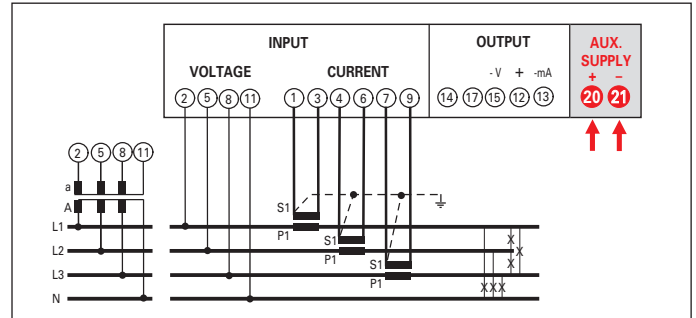 INPUT OUTPUT AUX.
SUPPLY
VOLTAGE CURRENT - V + -mA + –
2 5 8 11 1 3 4 6 7 9 14 17 15 12 13 20 21
2 5 8 11
a
A S1
L1
P1
L2 S1
P1
L3 S1
P1
N
X
X
X
X X X